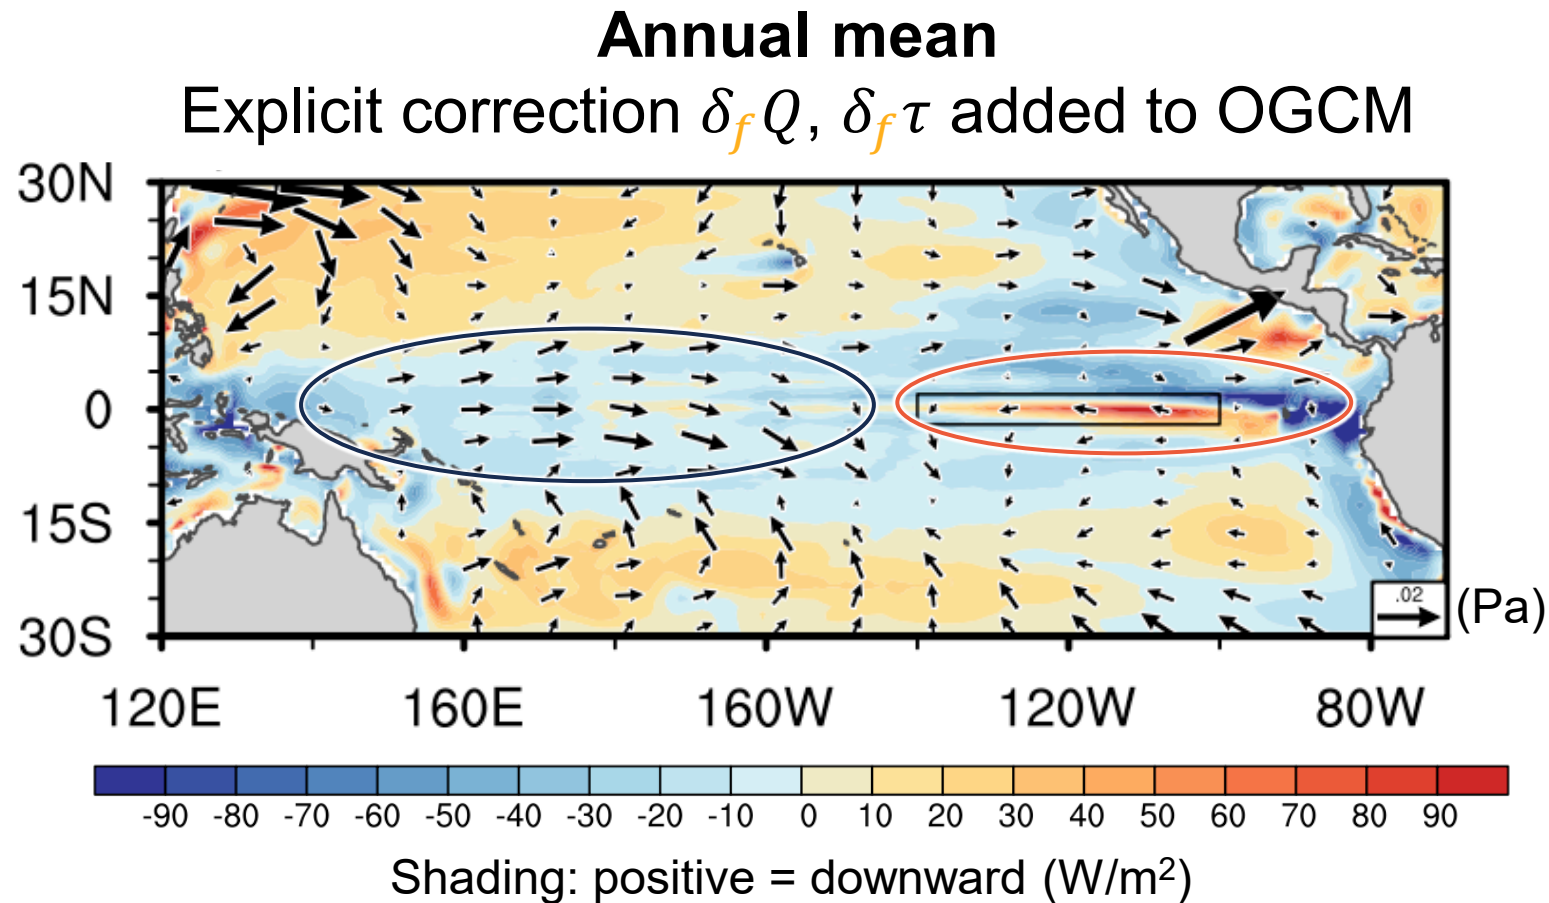 Annual mean
Explicit correction δ_f Q, δ_f τ added to OGCM
30N
15N
0
15S
30S
.02
(Pa)
120E 160E 160W 120W 80W
-90 -80 -70 -60 -50 -40 -30 -20 -10 0 10 20 30 40 50 60 70 80 90
Shading: positive = downward (W/m²)